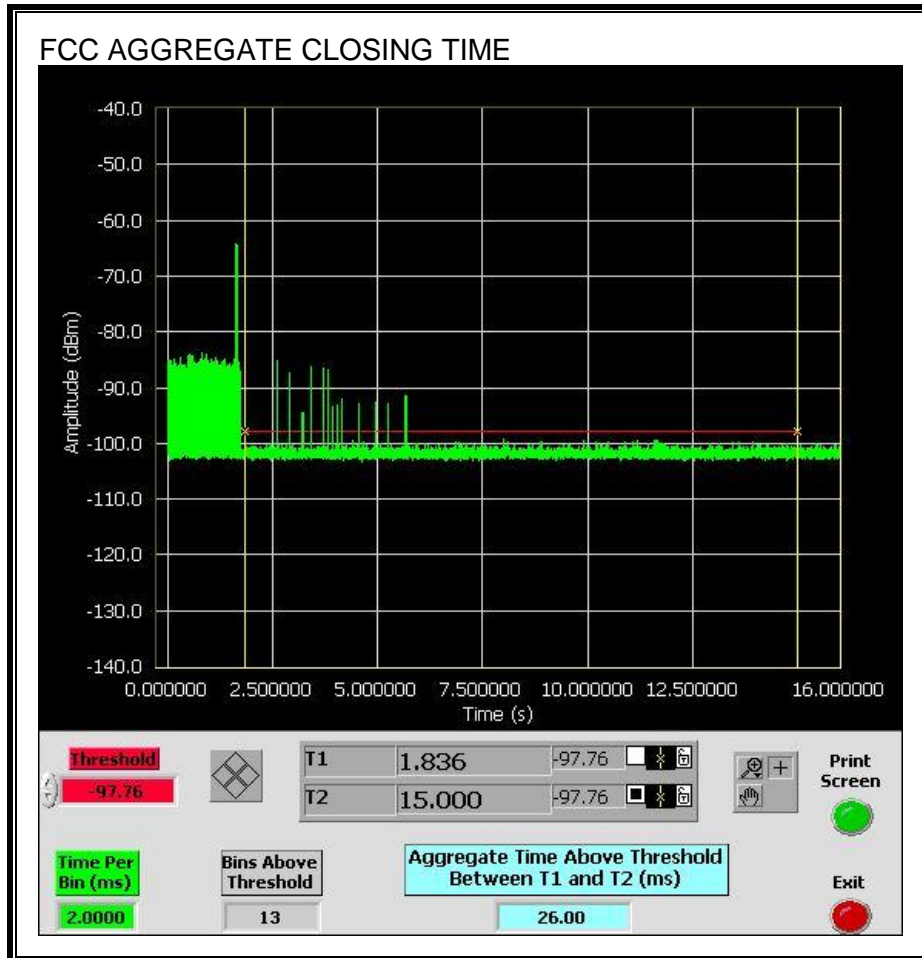 FCC AGGREGATE CLOSING TIME
-40.0
-50.0
-60.0
-70.0
-80.0
-90.0
-100.0
-110.0
-120.0
-130.0
-140.0
Amplitude (dBm)
0.000000 2.500000 5.000000 7.500000 10.000000 12.500000 16.000000
Time (s)
Threshold
-97.76
T1 1.836 -97.76
T2 15.000 -97.76
Print
Screen
Time Per
Bin (ms)
2.0000
Bins Above
Threshold
13
Aggregate Time Above Threshold
Between T1 and T2 (ms)
26.00
Exit